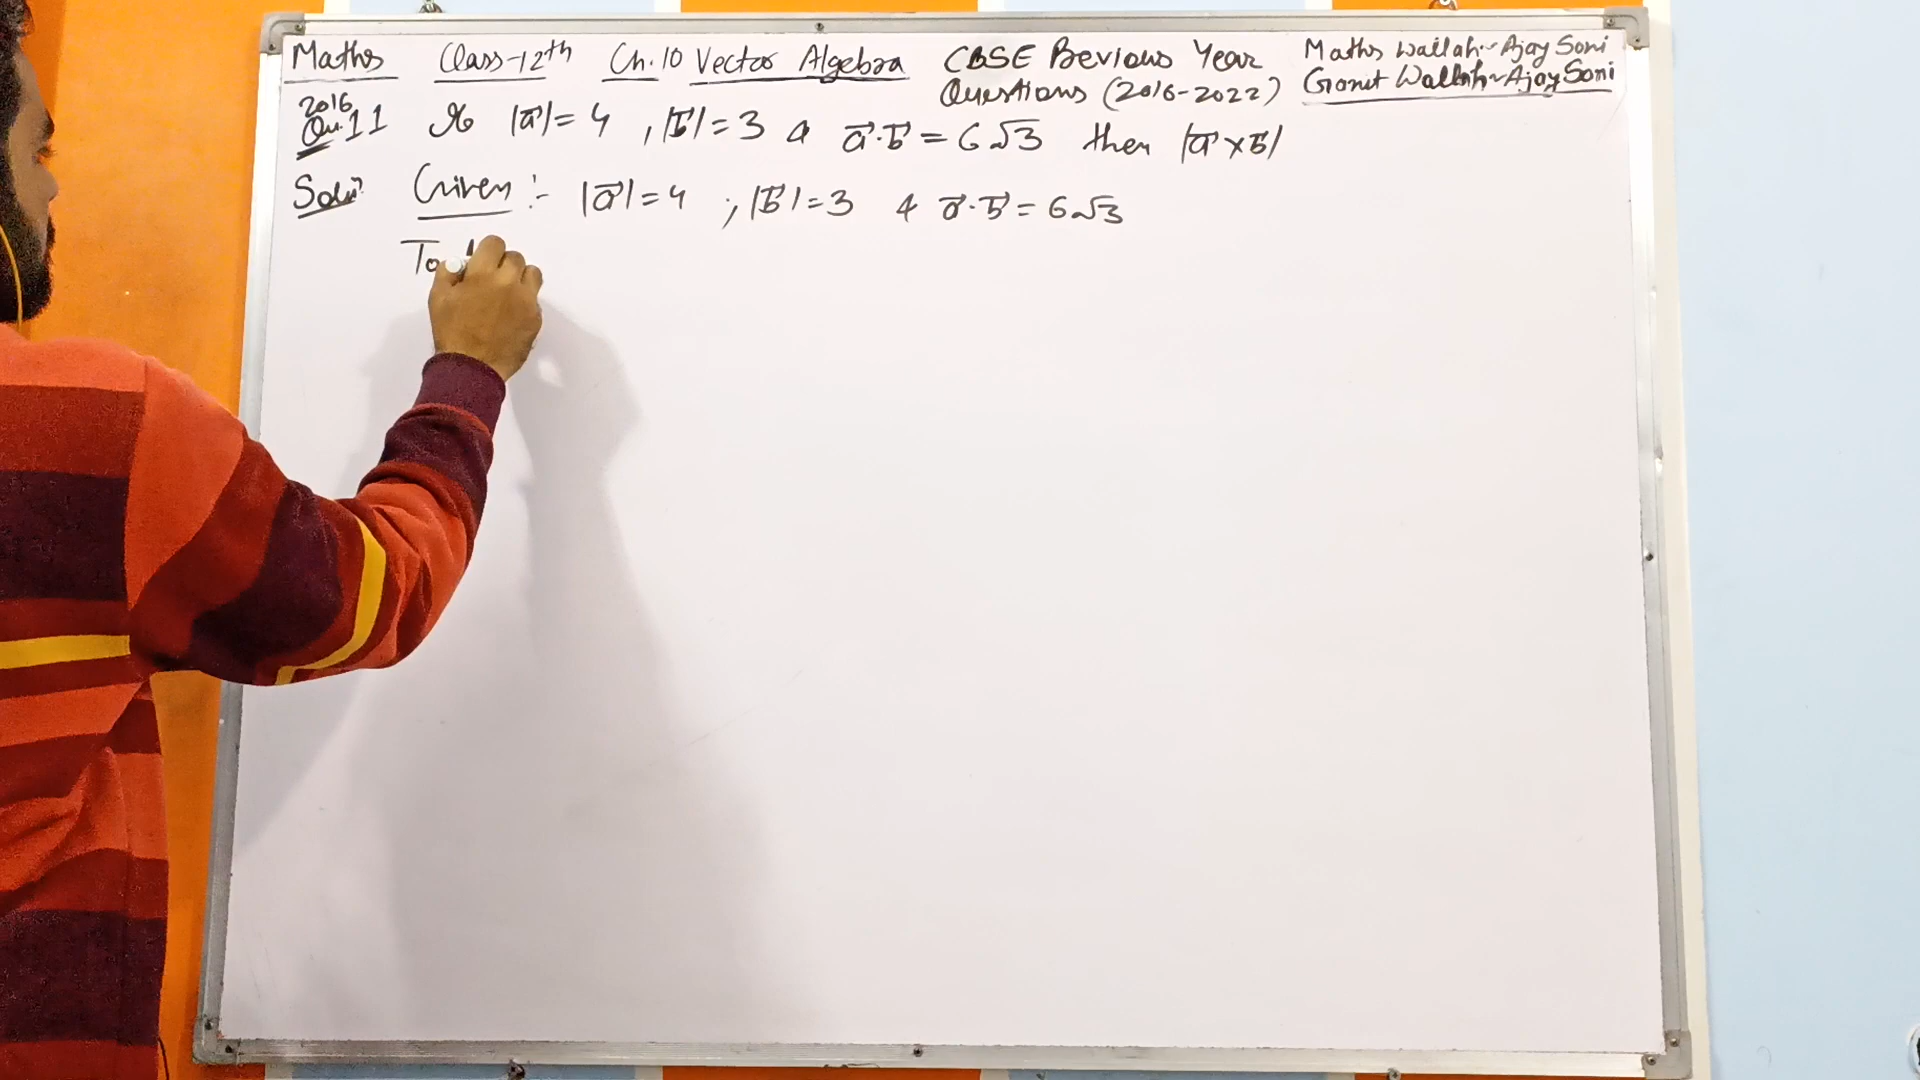 Maths Class-12th Ch.10 Vector Algebra CBSE Previous Year Maths Wallah ~ Ajay Soni
Questions (2016-2022) Ganit Wallah ~ Ajay Soni
2016
Qu.11 If |a⃗| = 4 , |b⃗| = 3 & a⃗·b⃗ = 6√3 then |a⃗×b⃗|
Solⁿ Given :- |a⃗| = 4 ; |b⃗| = 3 & a⃗·b⃗ = 6√3
To